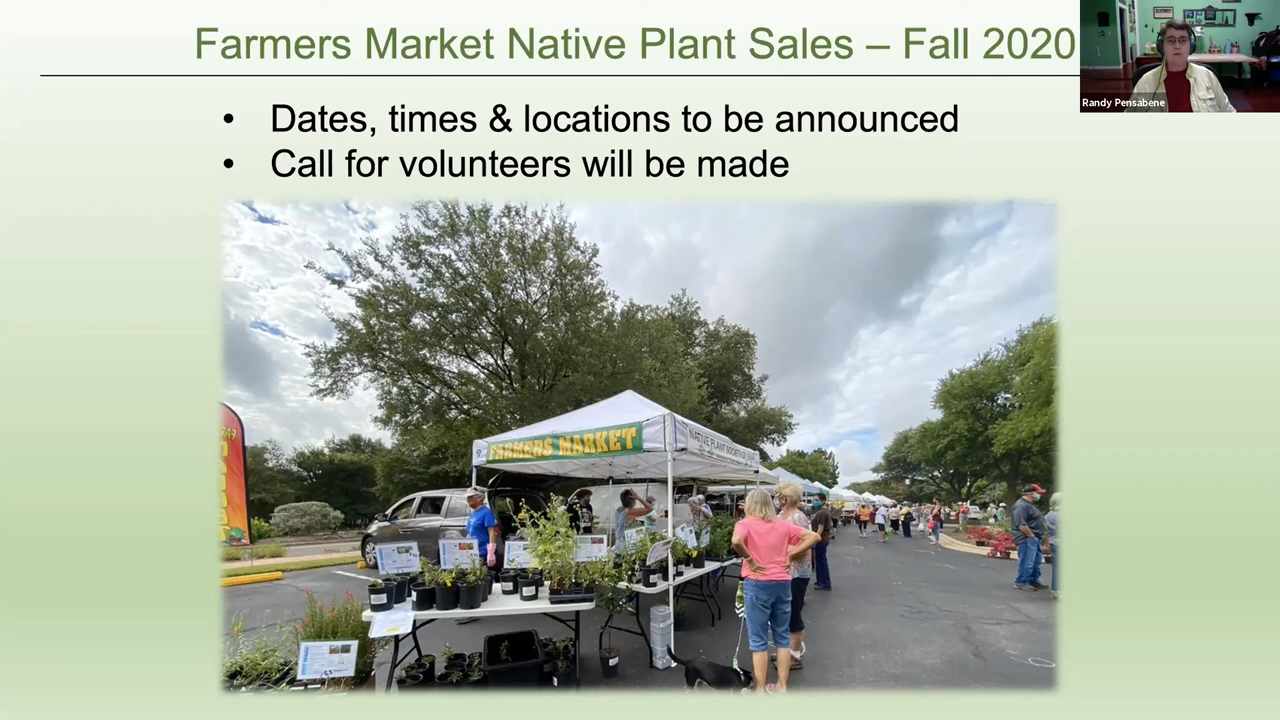 Farmers Market Native Plant Sales – Fall 2020
Randy Pensabene
• Dates, times & locations to be announced
• Call for volunteers will be made
FARMERS MARKET
NATIVE PLANT SOCIETY OF